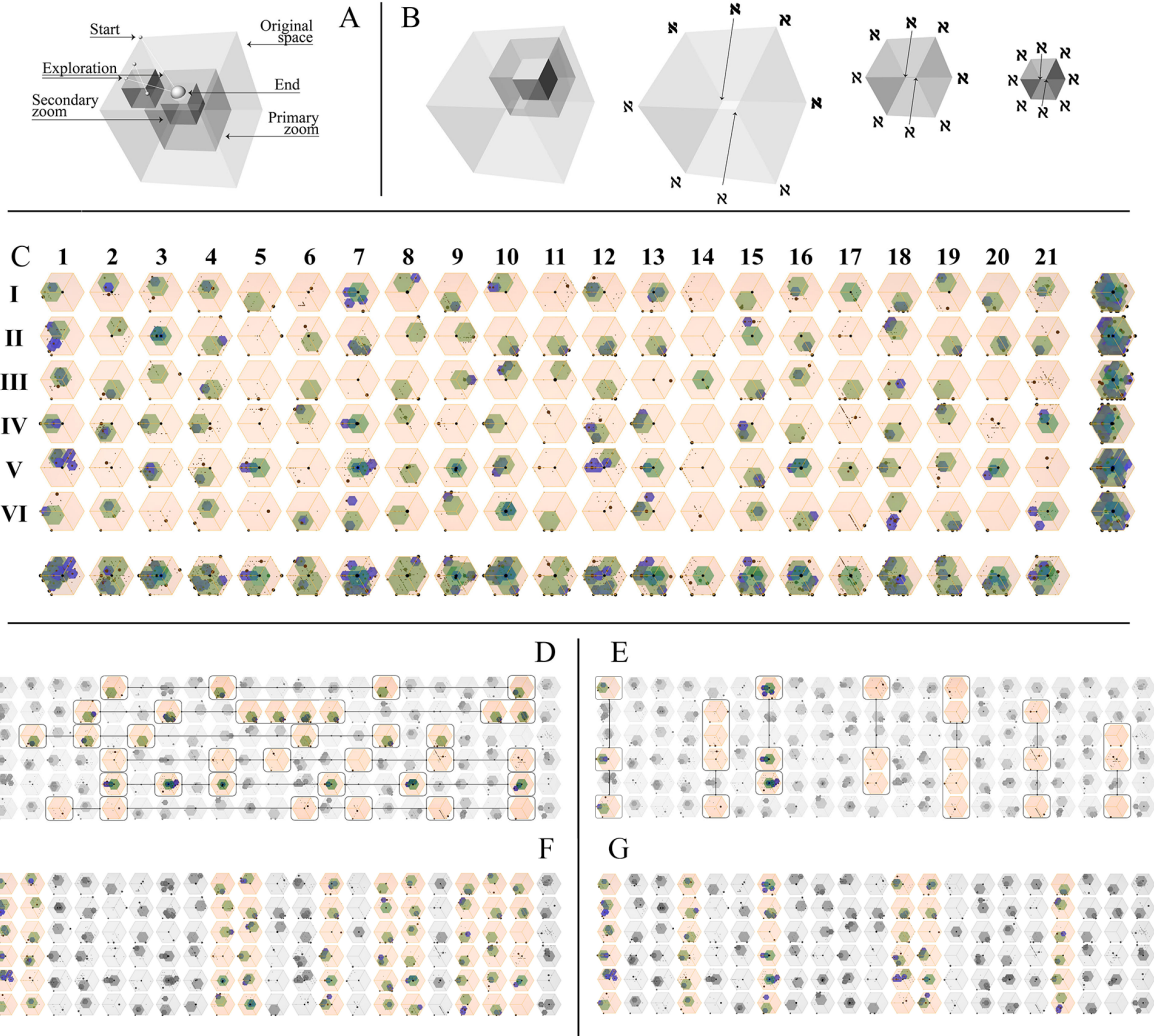 A
Start
Original
space
Exploration
End
Secondary
zoom
Primary
zoom
B
א א א א א א א א
א א א א א א א א
א א א א א א א א
C
1 2 3 4 5 6 7 8 9 10 11 12 13 14 15 16 17 18 19 20 21
I
II
III
IV
V
VI
D
E
F
G